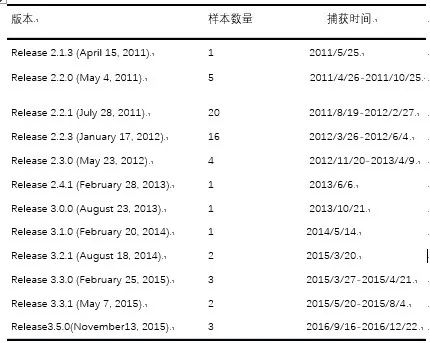 版本 样本数量 捕获时间
Release 2.1.3 (April 15, 2011). 1 2011/5/25.
Release 2.2.0 (May 4, 2011). 5 2011/4/26~2011/10/25.
Release 2.2.1 (July 28, 2011). 20 2011/8/19~2012/2/27.
Release 2.2.3 (January 17, 2012). 16 2012/3/26~2012/6/4.
Release 2.3.0 (May 23, 2012). 4 2012/11/20~2013/4/9.
Release 2.4.1 (February 28, 2013). 1 2013/6/6.
Release 3.0.0 (August 23, 2013). 1 2013/10/21.
Release 3.1.0 (February 20, 2014). 1 2014/5/14.
Release 3.2.1 (August 18, 2014). 2 2015/3/20.
Release 3.3.0 (February 25, 2015). 3 2015/3/27~2015/4/21.
Release 3.3.1 (May 7, 2015). 2 2015/5/20~2015/8/4.
Release3.5.0(November13, 2015). 3 2016/9/16~2016/12/22.